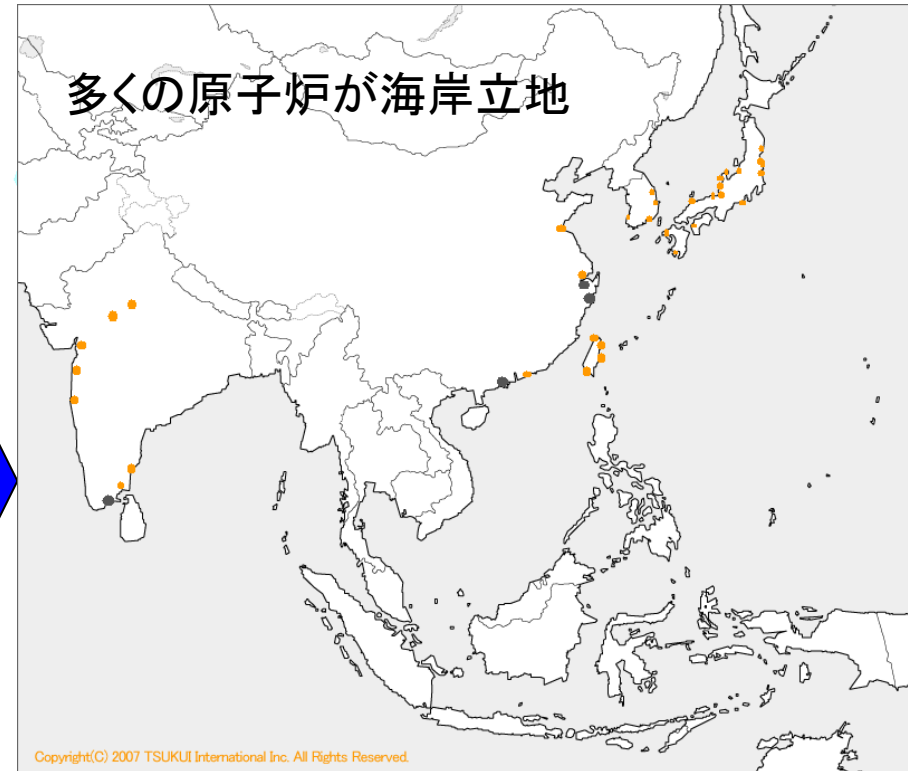 多くの原子炉が海岸立地
Copyright(C) 2007 TSUKUI International Inc. All Rights Reserved.